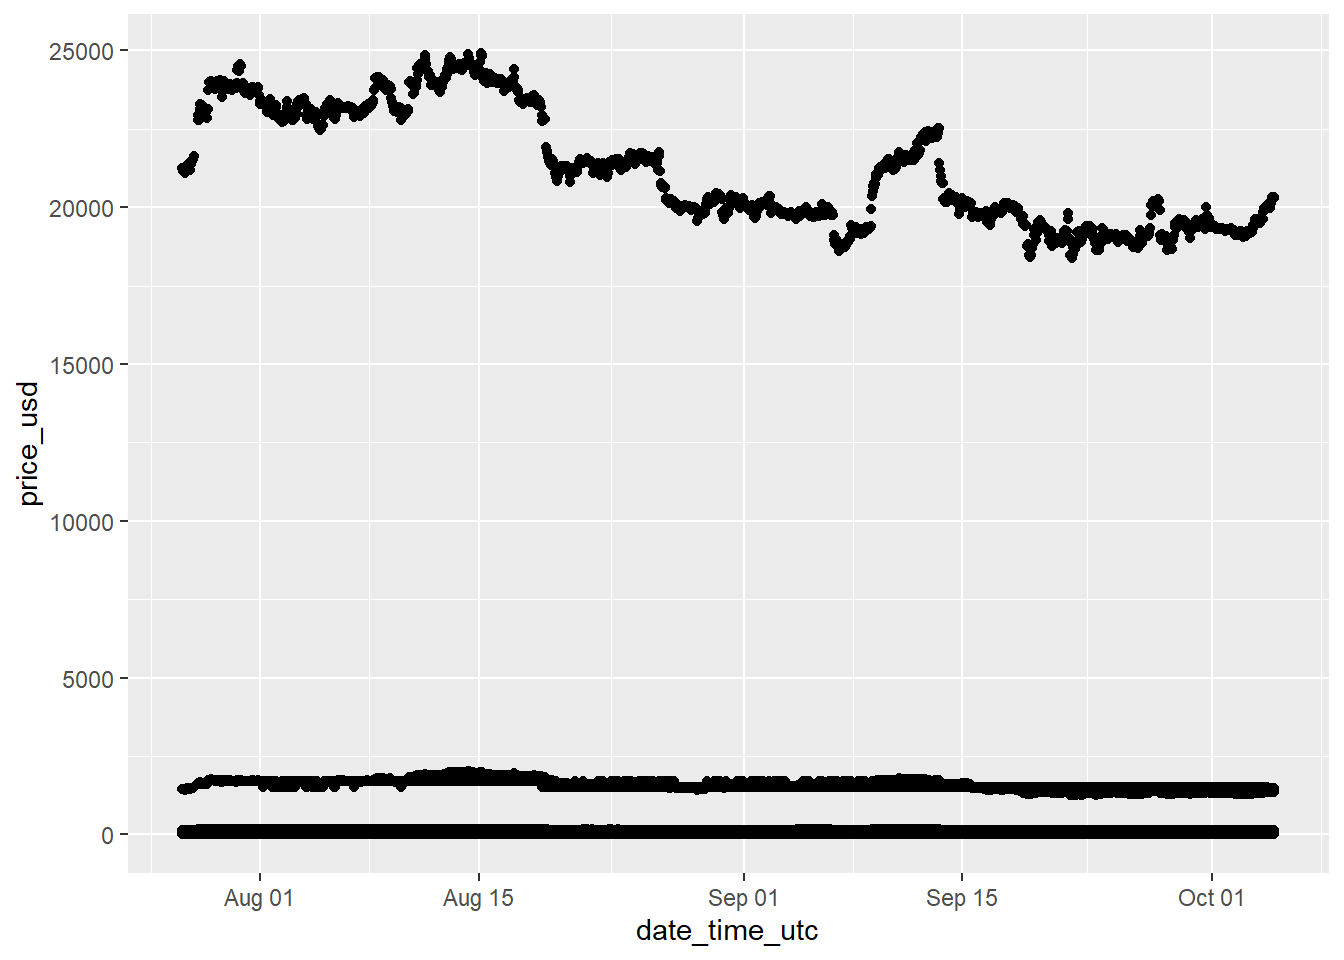 25000
20000
15000
10000
5000
0
price_usd
Aug 01
Aug 15
Sep 01
Sep 15
Oct 01
date_time_utc